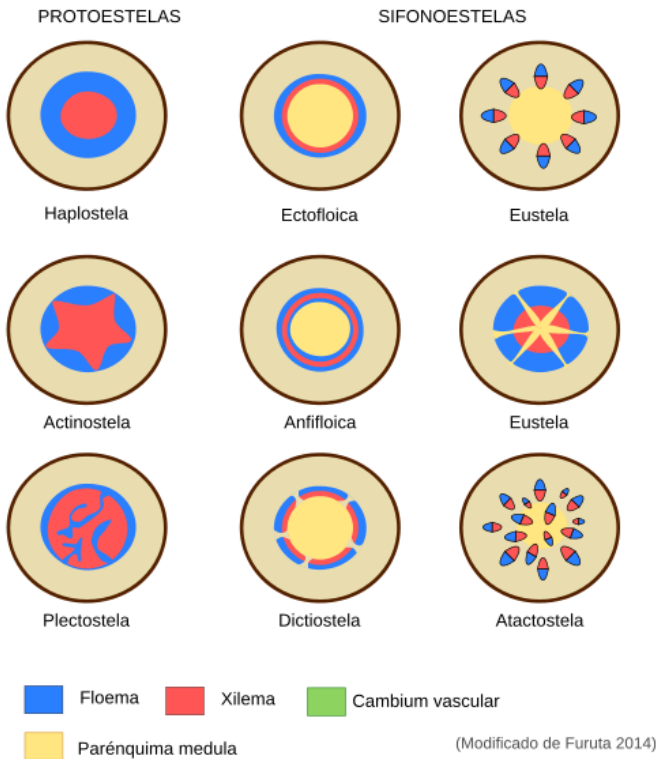 PROTOESTELAS SIFONOESTELAS
Haplostela Ectofloica Eustela
Actinostela Anfifloica Eustela
Plectostela Dictiostela Atactostela
Floema Xilema Cambium vascular
Parénquima medula (Modificado de Furuta 2014)